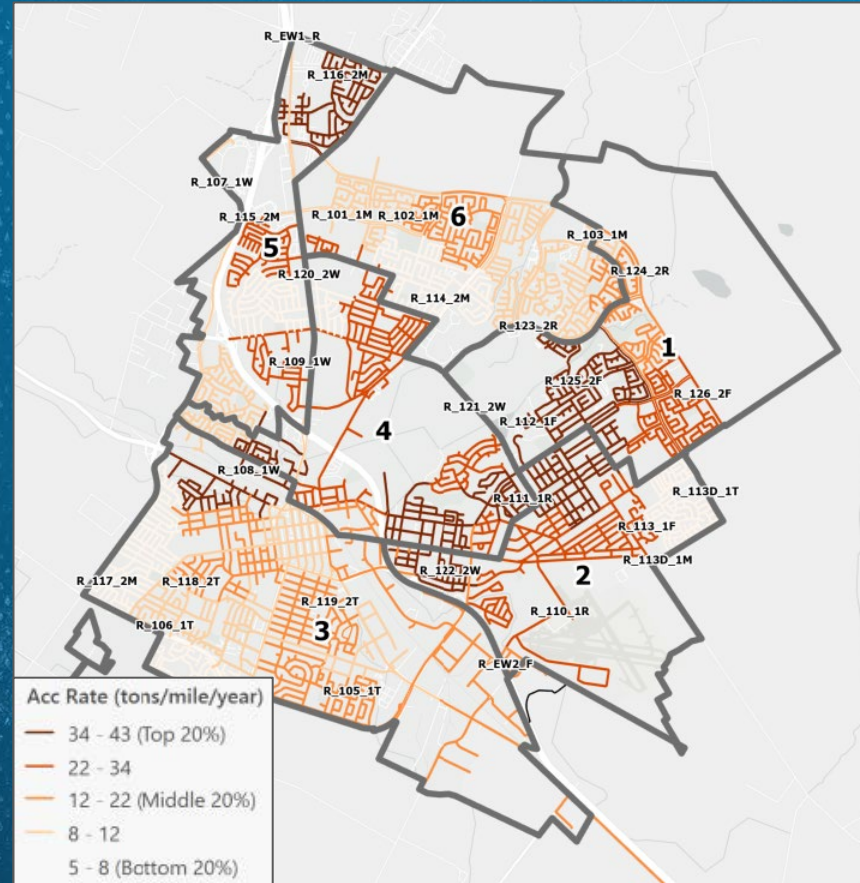 R_EW1_R
R_116_2M
R_107_1W
R_115_2M
R_101_1M
R_102_1M
6
R_103_1M
5
R_124_2R
R_120_2W
R_114_2M
R_123_2R
1
R_109_1W
R_125_2F
R_126_2F
R_121_2W
4
R_112_1F
R_108_1W
R_111_1R
R_113D_1T
R_113_1F
R_113D_1M
R_122_2W
2
R_117_2M
R_118_2T
R_119_2T
R_110_1R
R_106_1T
3
R_EW2_F
R_105_1T
Acc Rate (tons/mile/year)
34 - 43 (Top 20%)
22 - 34
12 - 22 (Middle 20%)
8 - 12
5 - 8 (Bottom 20%)